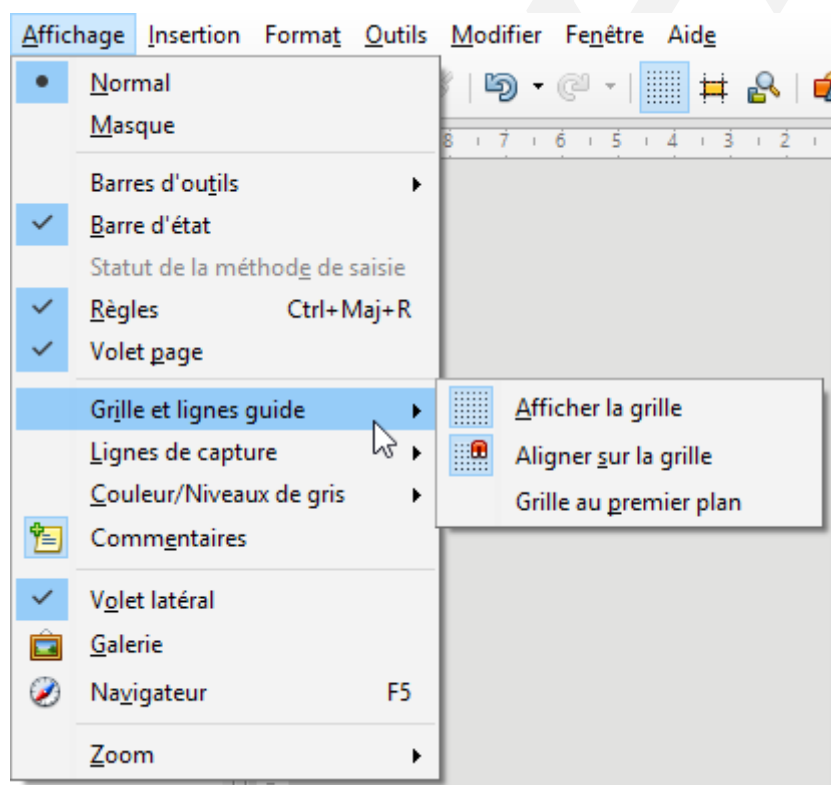 Affichage Insertion Format Outils Modifier Fenêtre Aide
Normal
Masque
8 7 6 5 4 3 2
Barres d'outils
Barre d'état
Statut de la méthode de saisie
Règles Ctrl+Maj+R
Volet page
Grille et lignes guide
Lignes de capture
Couleur/Niveaux de gris
Commentaires
Volet latéral
Galerie
Navigateur F5
Zoom
Afficher la grille
Aligner sur la grille
Grille au premier plan